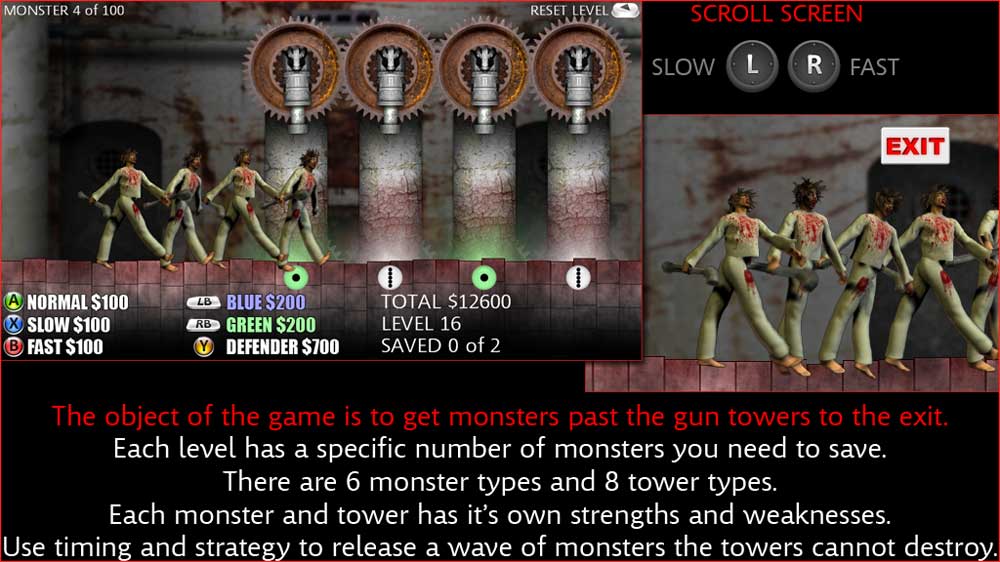 MONSTER 4 of 100
RESET LEVEL
SCROLL SCREEN
SLOW L R FAST
EXIT
A NORMAL $100
X SLOW $100
B FAST $100
LB BLUE $200
RB GREEN $200
Y DEFENDER $700
TOTAL $12600
LEVEL 16
SAVED 0 of 2
The object of the game is to get monsters past the gun towers to the exit.
Each level has a specific number of monsters you need to save.
There are 6 monster types and 8 tower types.
Each monster and tower has it's own strengths and weaknesses.
Use timing and strategy to release a wave of monsters the towers cannot destroy.